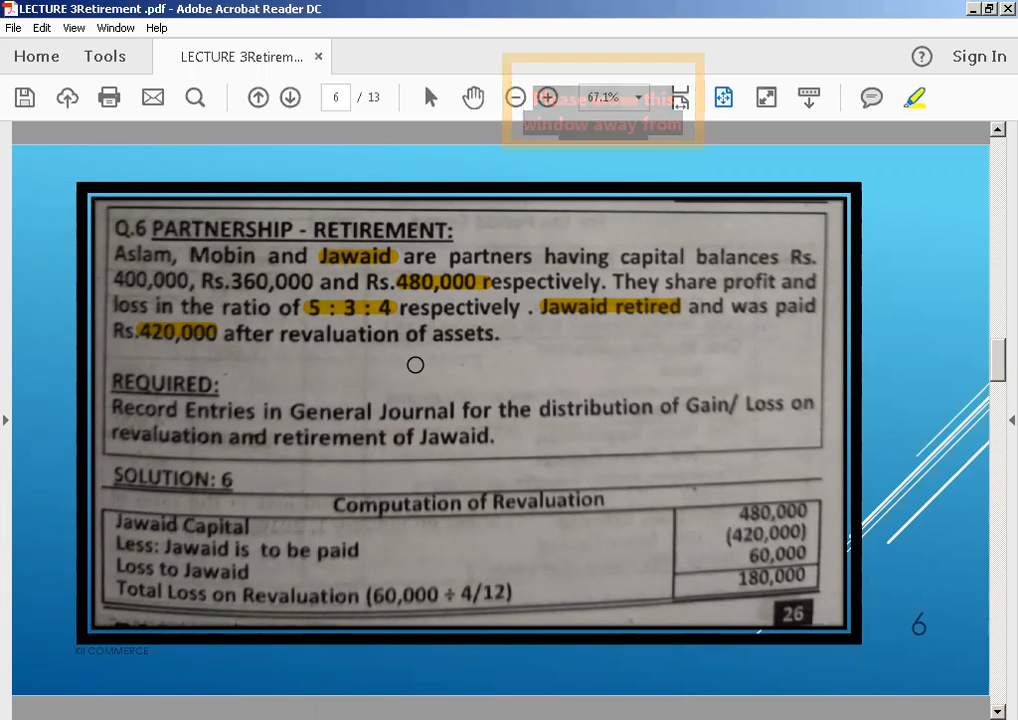 LECTURE 3Retirement .pdf - Adobe Acrobat Reader DC
File Edit View Window Help
Home Tools LECTURE 3Retirem... × Sign In
6 / 13 67.1%
Please move this
window away from
Q.6 PARTNERSHIP - RETIREMENT:
Aslam, Mobin and Jawaid are partners having capital balances Rs.
400,000, Rs.360,000 and Rs.480,000 respectively. They share profit and
loss in the ratio of 5 : 3 : 4 respectively . Jawaid retired and was paid
Rs.420,000 after revaluation of assets.
REQUIRED:
Record Entries in General Journal for the distribution of Gain/ Loss on
revaluation and retirement of Jawaid.
SOLUTION: 6
Computation of Revaluation
Jawaid Capital 480,000
Less: Jawaid is to be paid (420,000)
Loss to Jawaid 60,000
Total Loss on Revaluation (60,000 ÷ 4/12) 180,000
26
6
XII COMMERCE